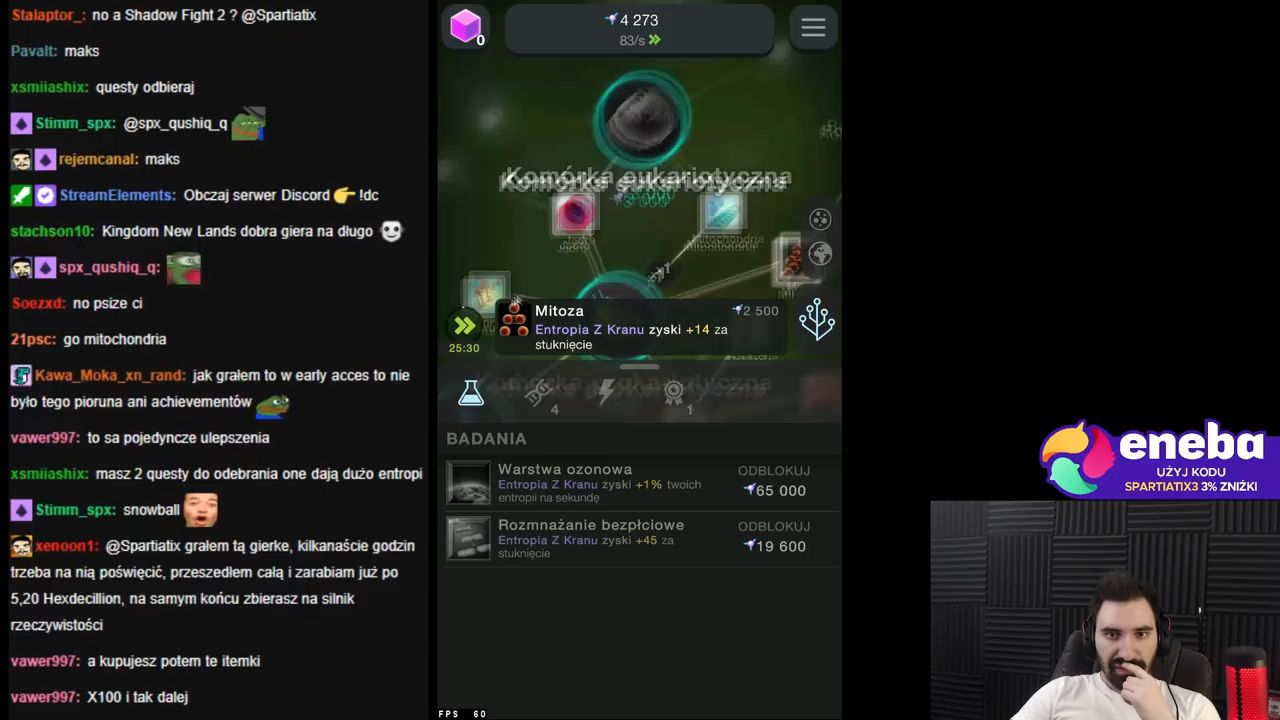 Stalaptor_: no a Shadow Fight 2 ? @Spartiatix
Pavalt: maks
xsmiiashix: questy odbieraj
Stimm_spx: @spx_qushiq_q
rejemcanal: maks
StreamElements: Obczaj serwer Discord 👉 !dc
stachson10: Kingdom New Lands dobra giera na długo
spx_qushiq_q:
Soezxd: no psize ci
21psc: go mitochondria
Kawa_Moka_xn_rand: jak grałem to w early acces to nie
było tego pioruna ani achievementów
vawer997: to sa pojedyncze ulepszenia
xsmiiashix: masz 2 questy do odebrania one dają dużo entropi
Stimm_spx: snowball
xenoon1: @Spartiatix grałem tą gierke, kilkanaście godzin
trzeba na nią poświęcić, przeszedłem całą i zarabiam już po
5,20 Hexdecillion, na samym końcu zbierasz na silnik
rzeczywistości
vawer997: a kupujesz potem te itemki
vawer997: X100 i tak dalej
0
4 273
83/s
Komórka eukariotyczna
Mitochondria
25:30
Mitoza
2 500
Entropia Z Kranu zyski +14 za
stuknięcie
4
1
BADANIA
Warstwa ozonowa
Entropia Z Kranu zyski +1% twoich
entropii na sekundę
ODBLOKUJ
65 000
Rozmnażanie bezpłciowe
Entropia Z Kranu zyski +45 za
stuknięcie
ODBLOKUJ
19 600
FPS 60
eneba
UŻYJ KODU
SPARTIATIX3 3% ZNIŻKI